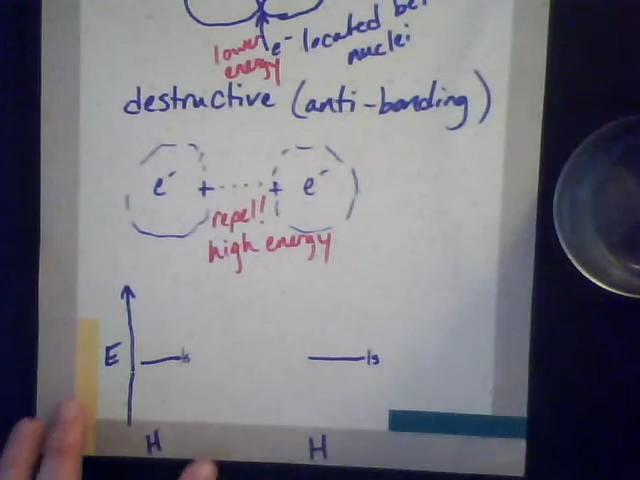 lower e⁻ located
energy nuclei
destructive (anti-bonding)
e⁻ + ····· + e⁻
repel!
high energy
E 1s 1s
H H